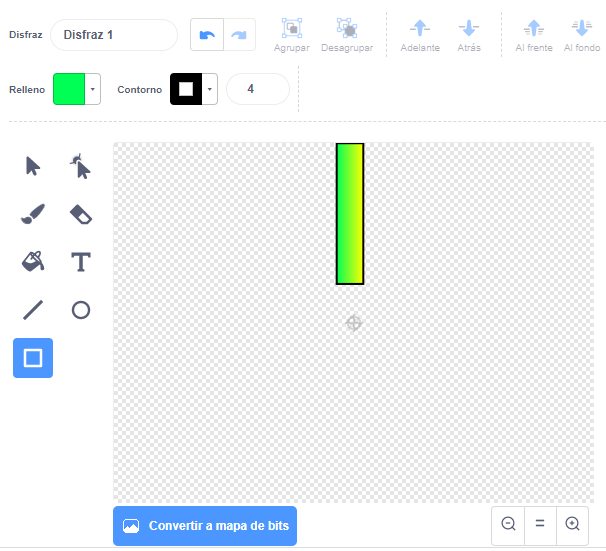 Disfraz
Disfraz 1
Agrupar
Desagrupar
Adelante
Atrás
Al frente
Al fondo
Relleno
Contorno
4
T
Convertir a mapa de bits